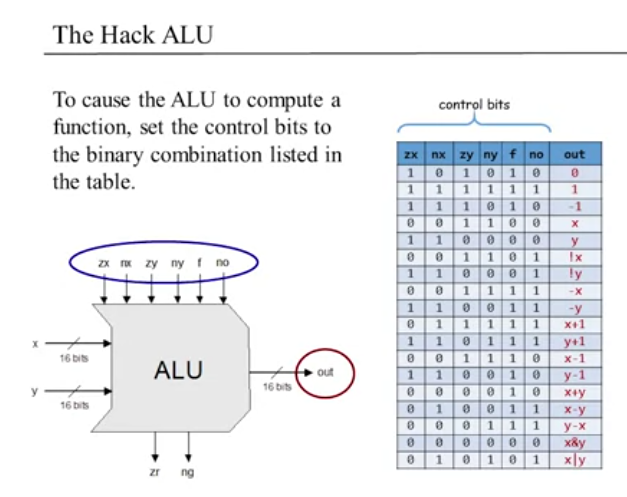 The Hack ALU
To cause the ALU to compute a
function, set the control bits to
the binary combination listed in
the table.
control bits
zx nx zy ny f no out
1 0 1 0 1 0 0
1 1 1 1 1 1 1
1 1 1 0 1 0 -1
0 0 1 1 0 0 x
1 1 0 0 0 0 y
0 0 1 1 0 1 !x
1 1 0 0 0 1 !y
0 0 1 1 1 1 -x
1 1 0 0 1 1 -y
0 1 1 1 1 1 x+1
1 1 0 1 1 1 y+1
0 0 1 1 1 0 x-1
1 1 0 0 1 0 y-1
0 0 0 0 1 0 x+y
0 1 0 0 1 1 x-y
0 0 0 1 1 1 y-x
0 0 0 0 0 0 x&y
0 1 0 1 0 1 x|y
zx nx zy ny f no
x
16 bits
ALU
out
16 bits
y
16 bits
zr ng